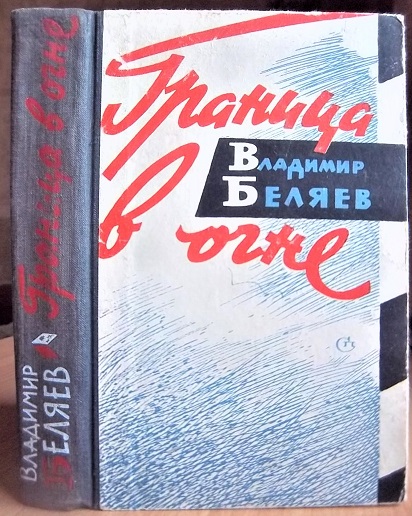 Граница
Владимир
Беляев
в огне
Владимир
Беляев
Граница в огне